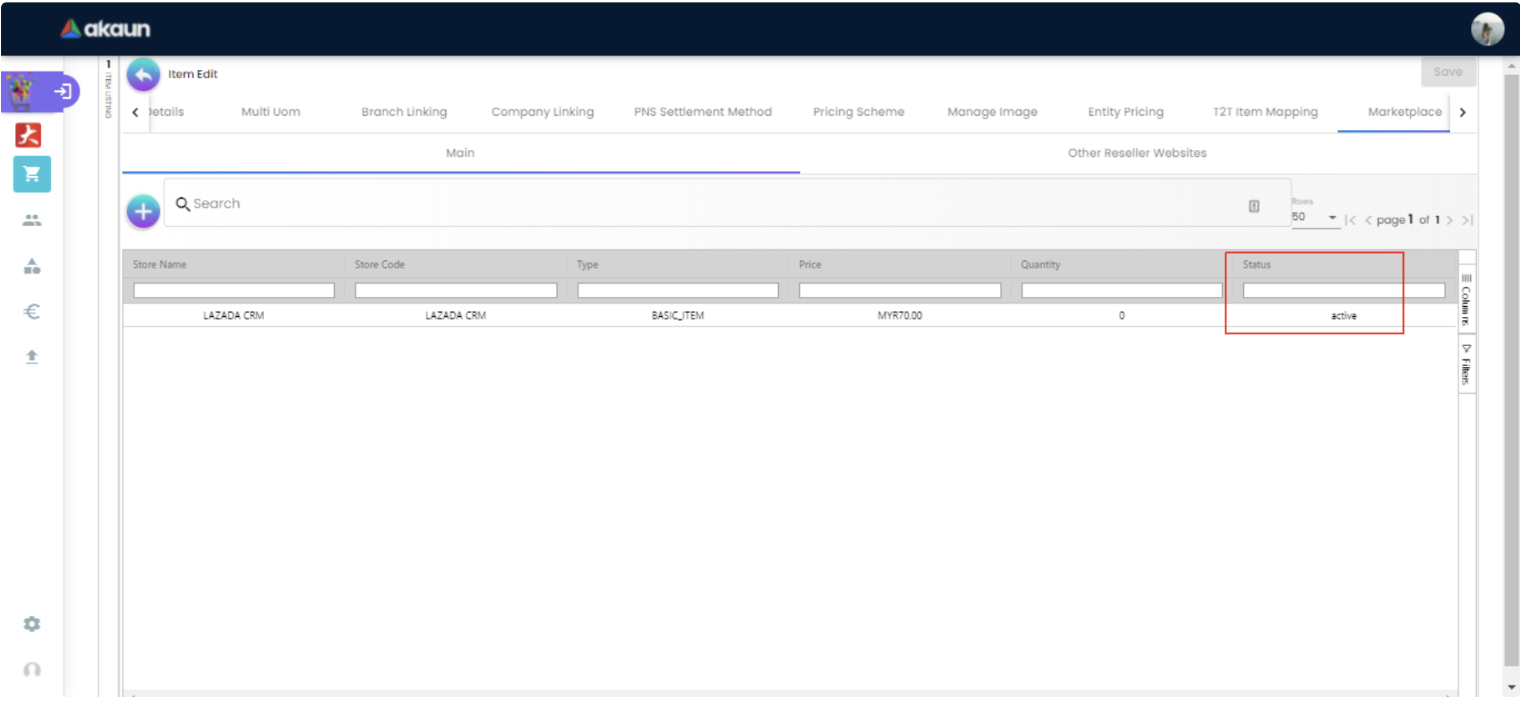 akaun
1
ITEM LISTING
Item Edit
Save
Details Multi Uom Branch Linking Company Linking PNS Settlement Method Pricing Scheme Manage Image Entity Pricing T2T Item Mapping Marketplace
Main Other Reseller Websites
Search
Rows
50 page 1 of 1
Store Name Store Code Type Price Quantity Status
LAZADA CRM LAZADA CRM BASIC_ITEM MYR70.00 0 active
Columns
Filters